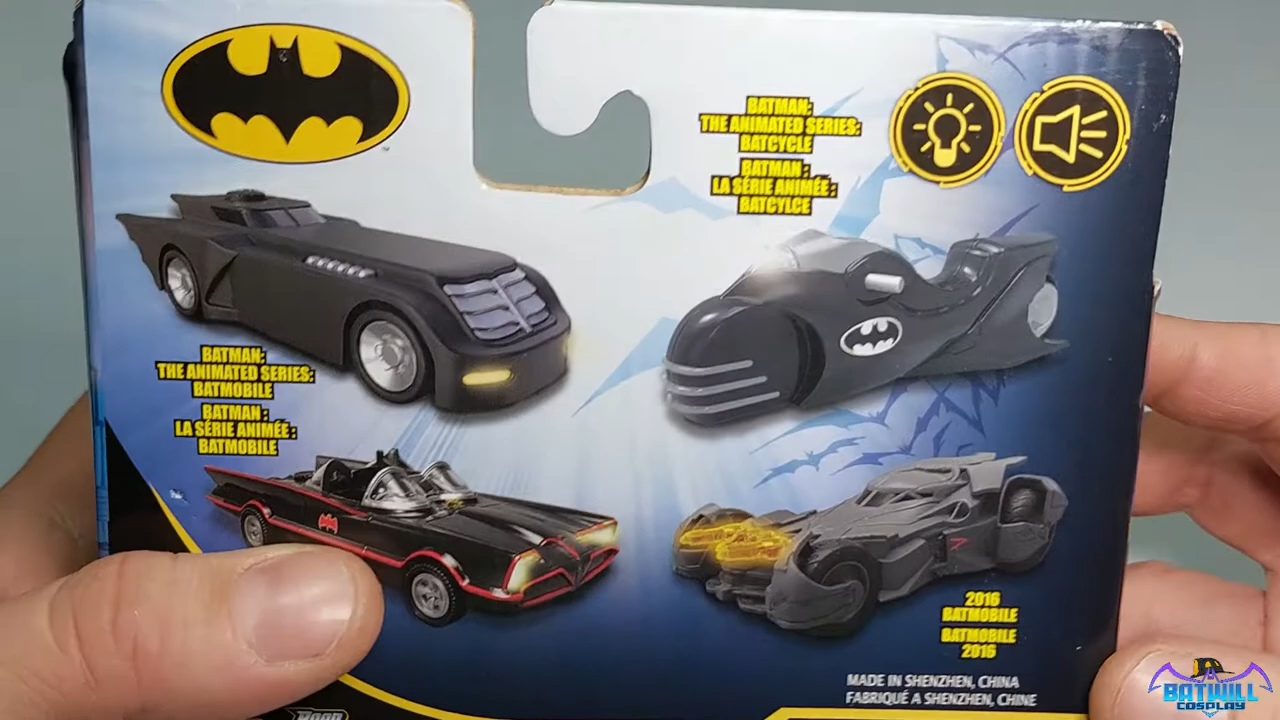 BATMAN:
THE ANIMATED SERIES:
BATCYCLE
BATMAN :
LA SÉRIE ANIMÉE :
BATCYLCE
BATMAN:
THE ANIMATED SERIES:
BATMOBILE
BATMAN :
LA SÉRIE ANIMÉE :
BATMOBILE
2016
BATMOBILE
BATMOBILE
2016
MADE IN SHENZHEN, CHINA
FABRIQUÉ A SHENZHEN, CHINE
BATWILL
COSPLAY